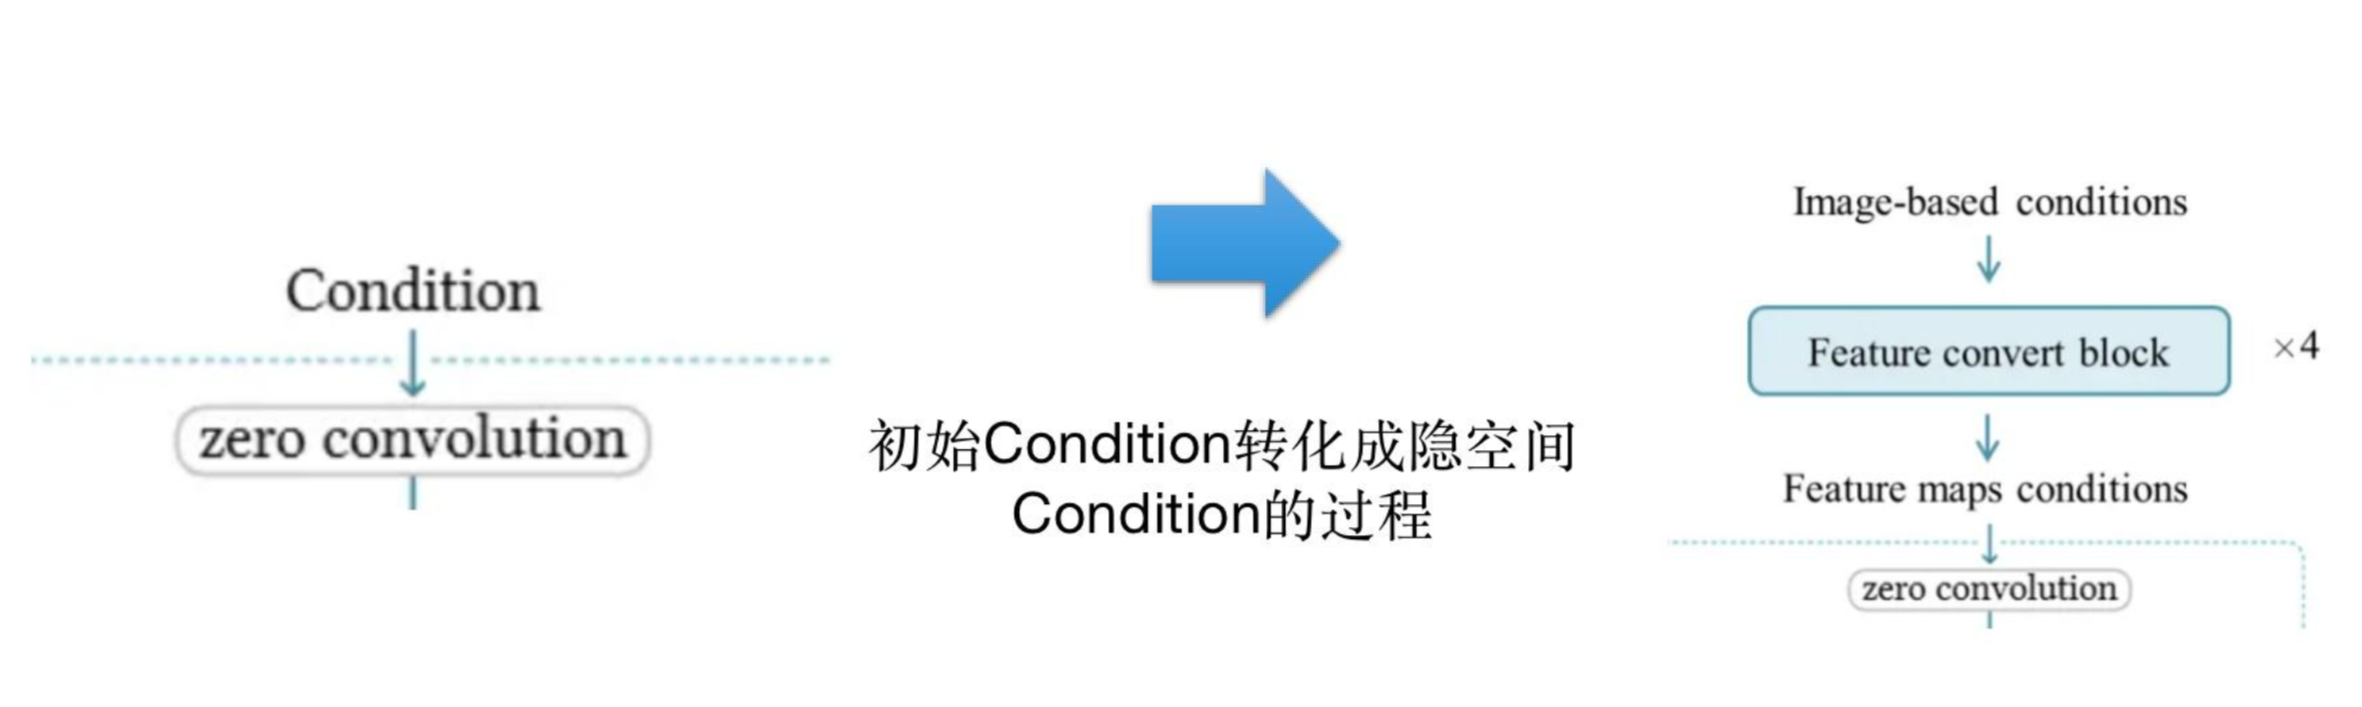 Condition
zero convolution
初始Condition转化成隐空间
Condition的过程
Image-based conditions
Feature convert block
×4
Feature maps conditions
zero convolution